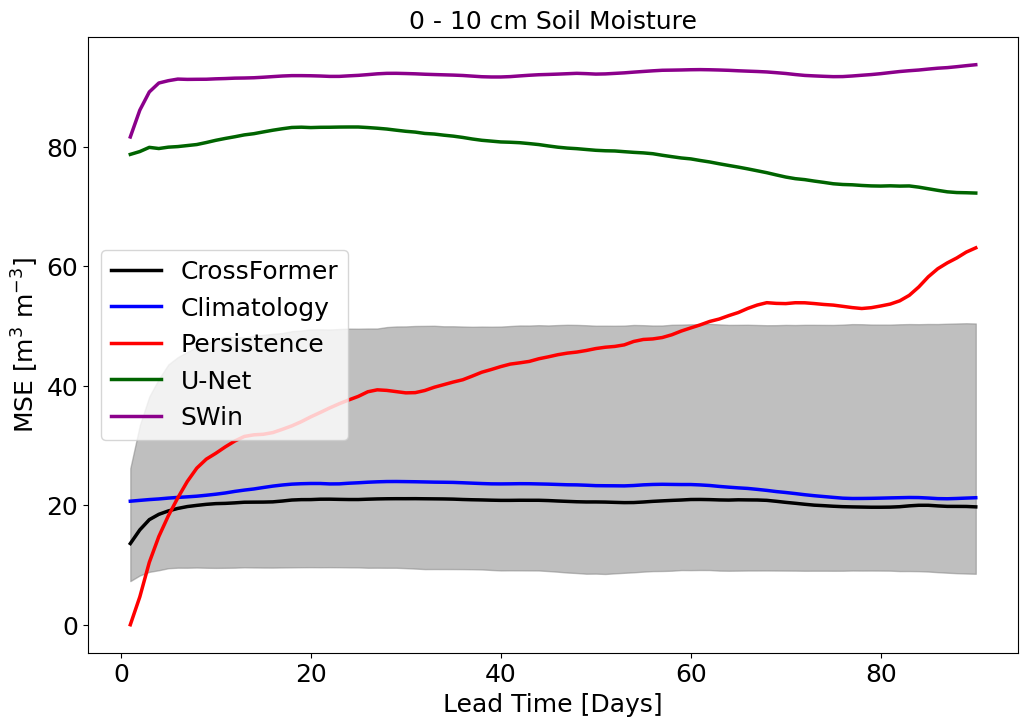 0 - 10 cm Soil Moisture
MSE [m³ m⁻³]
80
60
40
20
0
CrossFormer
Climatology
Persistence
U-Net
SWin
0 20 40 60 80
Lead Time [Days]